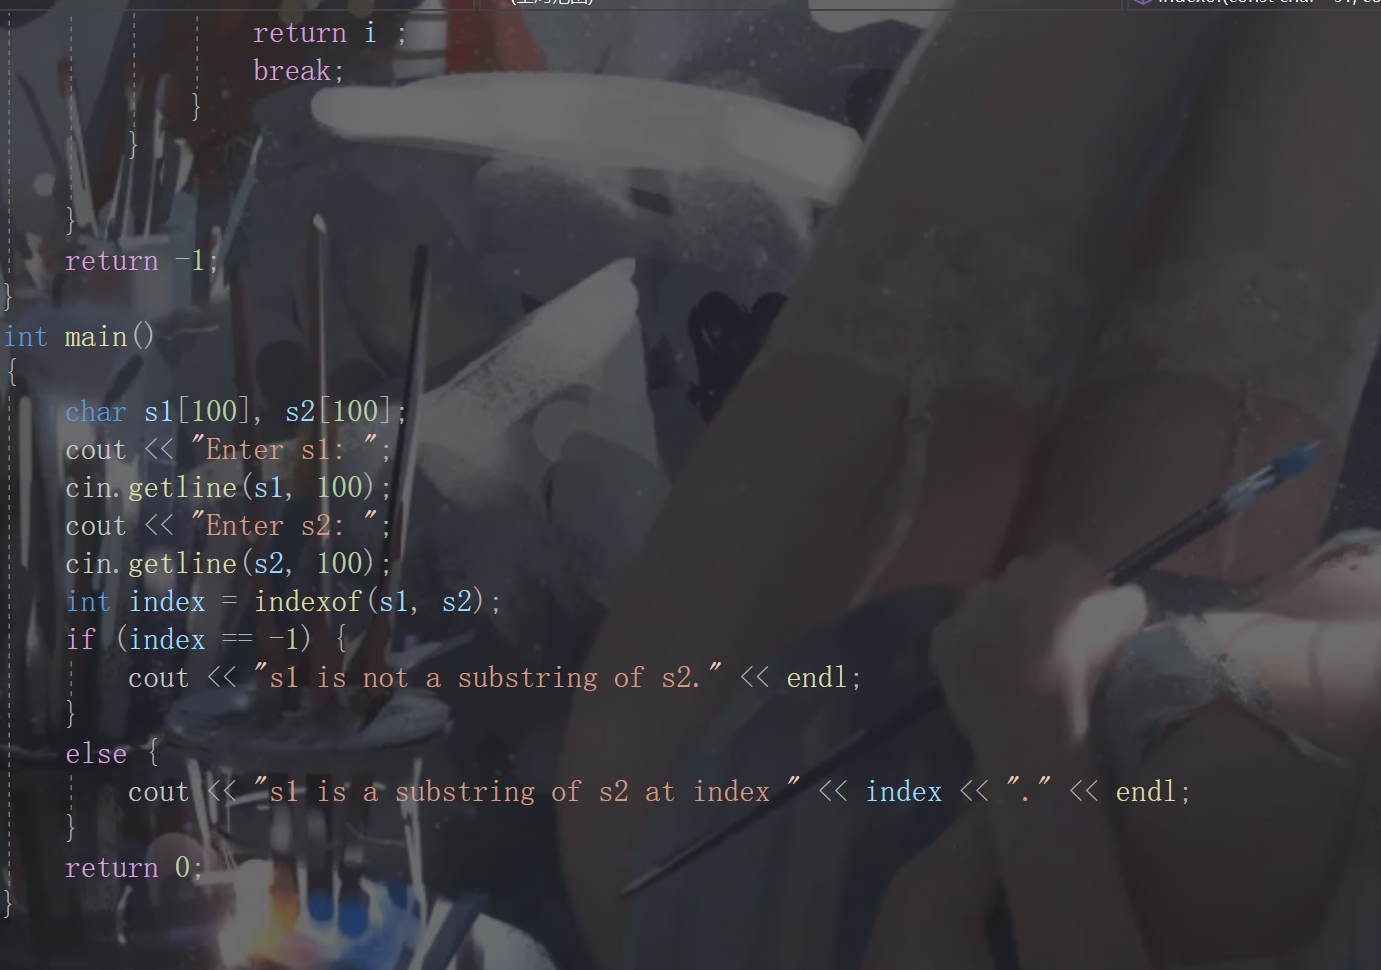 return i ;
break;
}
}
}
return -1;
}
int main()
{
char s1[100], s2[100];
cout << "Enter s1: ";
cin.getline(s1, 100);
cout << "Enter s2: ";
cin.getline(s2, 100);
int index = indexof(s1, s2);
if (index == -1) {
cout << "s1 is not a substring of s2." << endl;
}
else {
cout << "s1 is a substring of s2 at index " << index << "." << endl;
}
return 0;
}